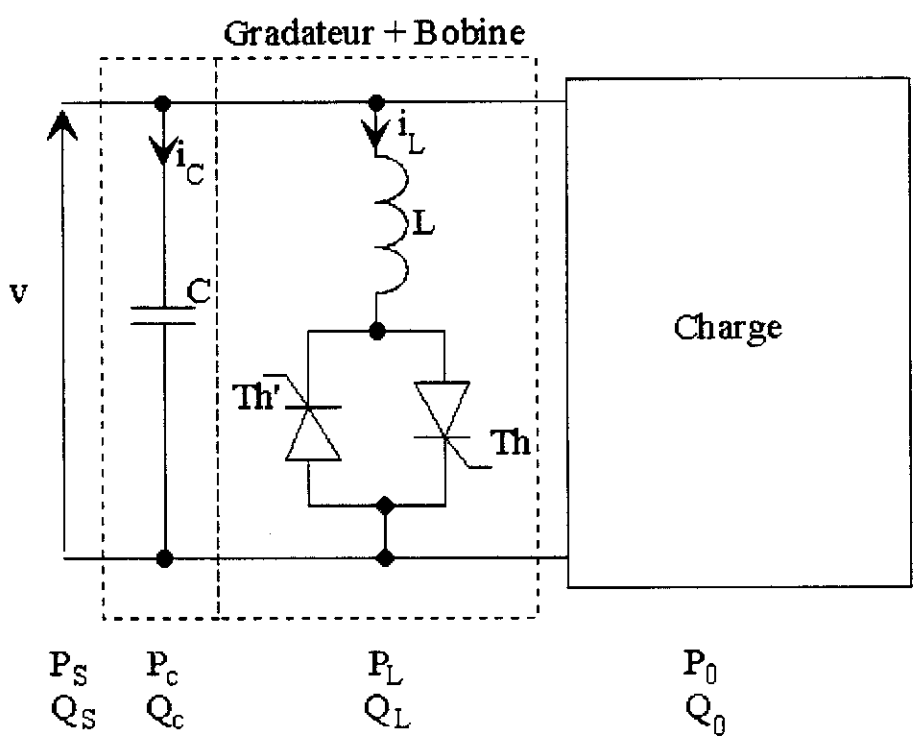 Gradateur + Bobine
i_C
i_L
L
v
C
Charge
Th'
Th
P_S P_c P_L P_0
Q_S Q_c Q_L Q_0